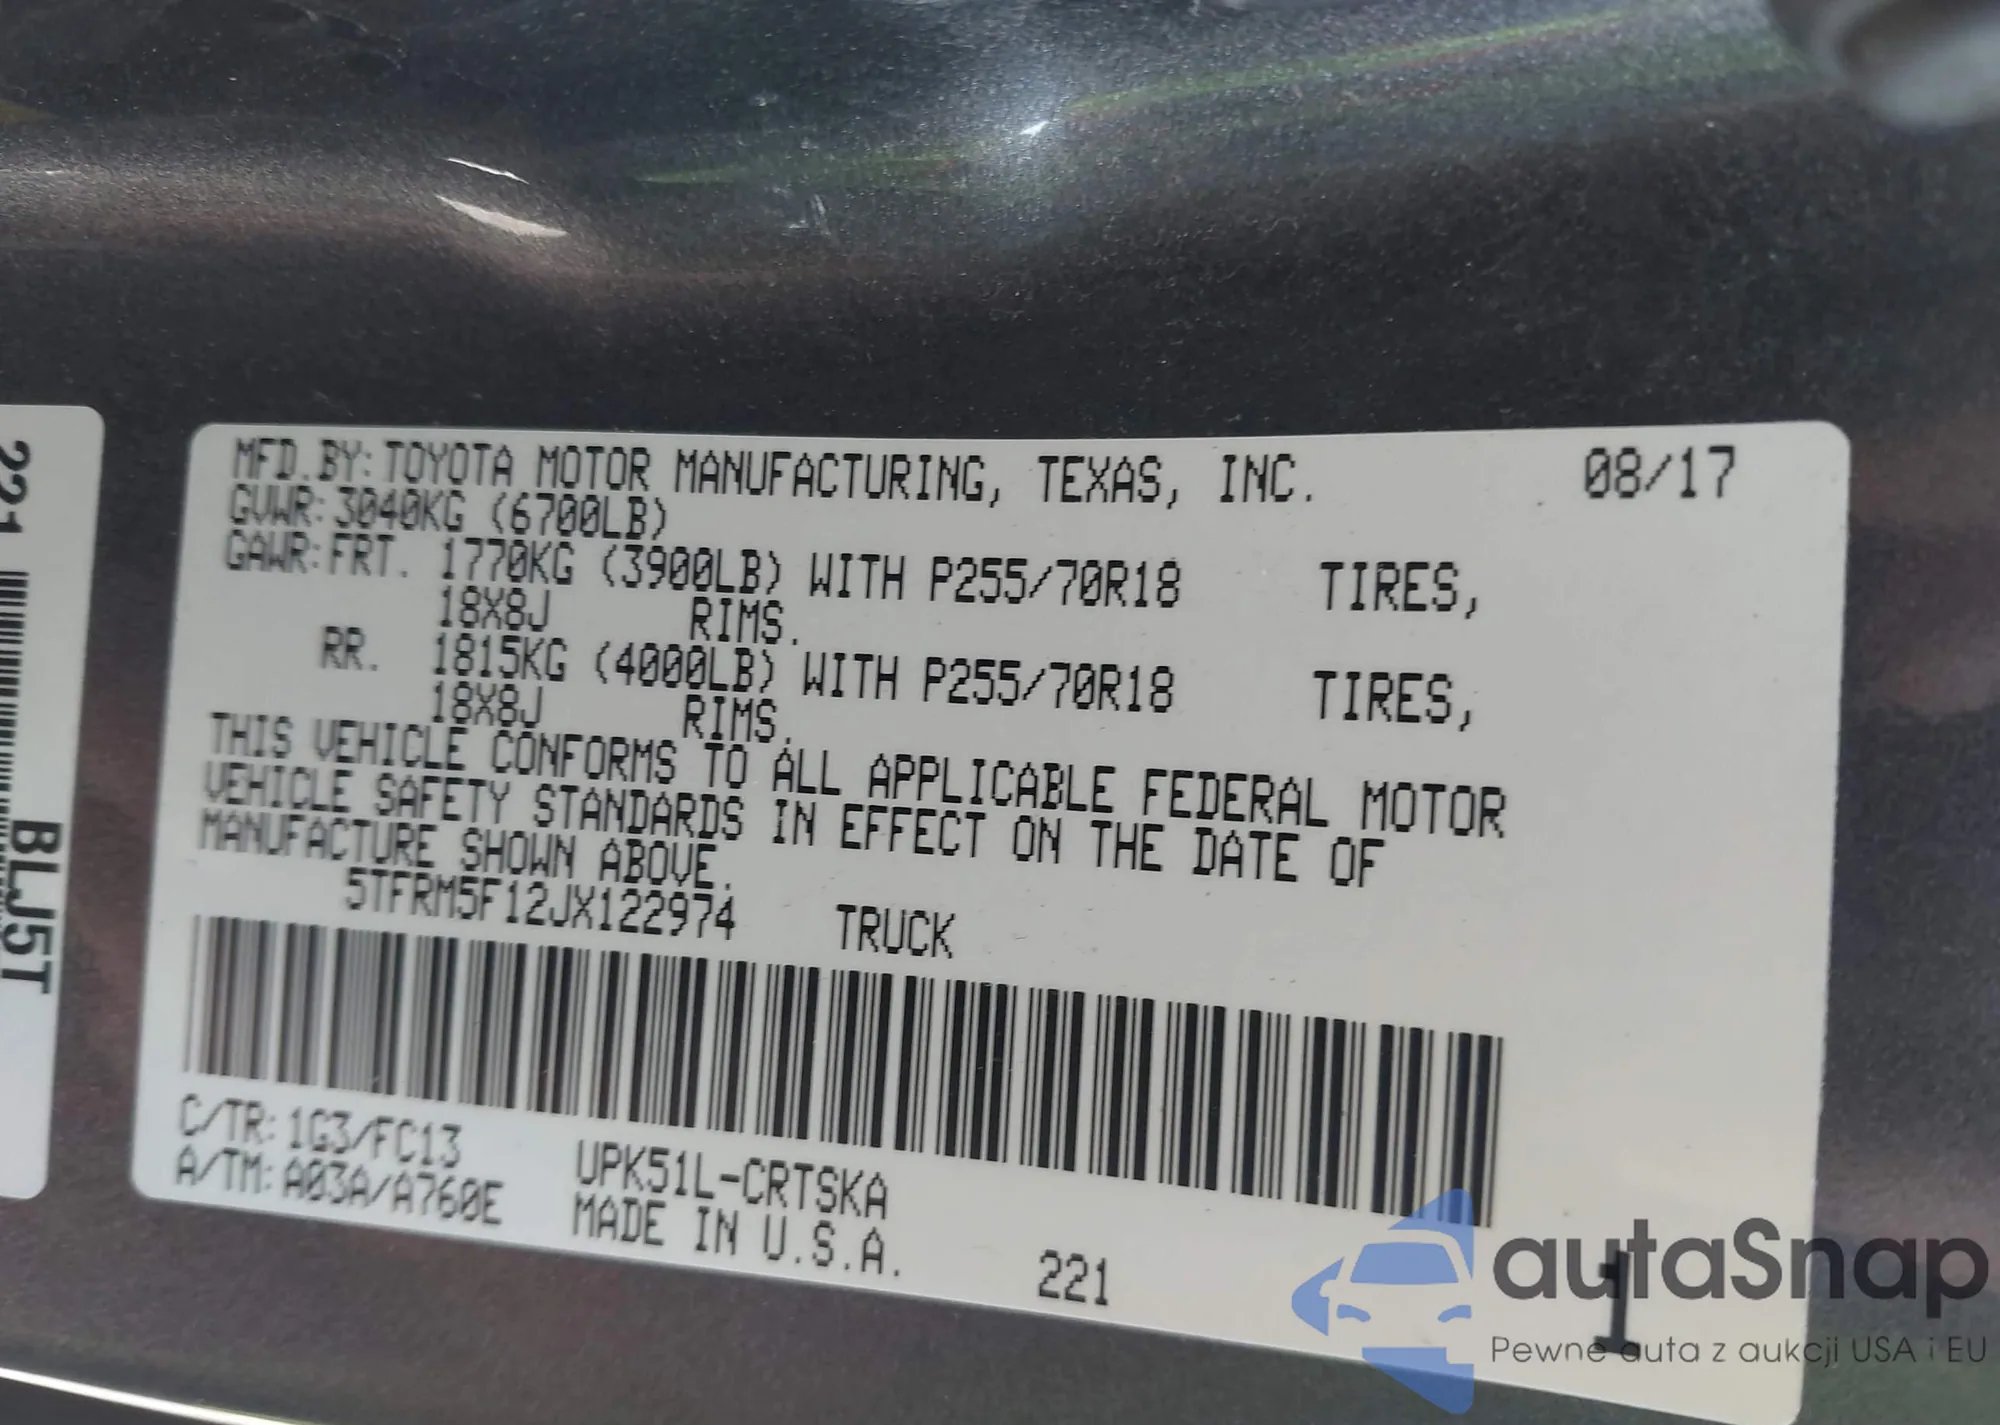 MFD.BY:TOYOTA MOTOR MANUFACTURING, TEXAS, INC. 08/17
GVWR:3040KG (6700LB)
GAWR:FRT. 1770KG (3900LB) WITH P255/70R18 TIRES,
18X8J RIMS.
RR. 1815KG (4000LB) WITH P255/70R18 TIRES,
18X8J RIMS.
THIS VEHICLE CONFORMS TO ALL APPLICABLE FEDERAL MOTOR
VEHICLE SAFETY STANDARDS IN EFFECT ON THE DATE OF
MANUFACTURE SHOWN ABOVE.
5TFRM5F12JX122974 TRUCK
C/TR:1G3/FC13 UPK51L-CRTSKA
A/TM:A03A/A760E MADE IN U.S.A.
221 1
221
BLJ5T
autaSnap
Pewne auta z aukcji USA i EU